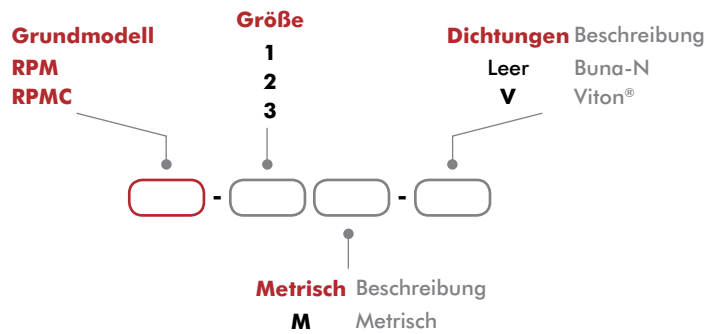 Größe
Grundmodell
1
Dichtungen Beschreibung
RPM
2
Leer Buna-N
RPMC
3
V Viton®
- -
Metrisch Beschreibung
M Metrisch